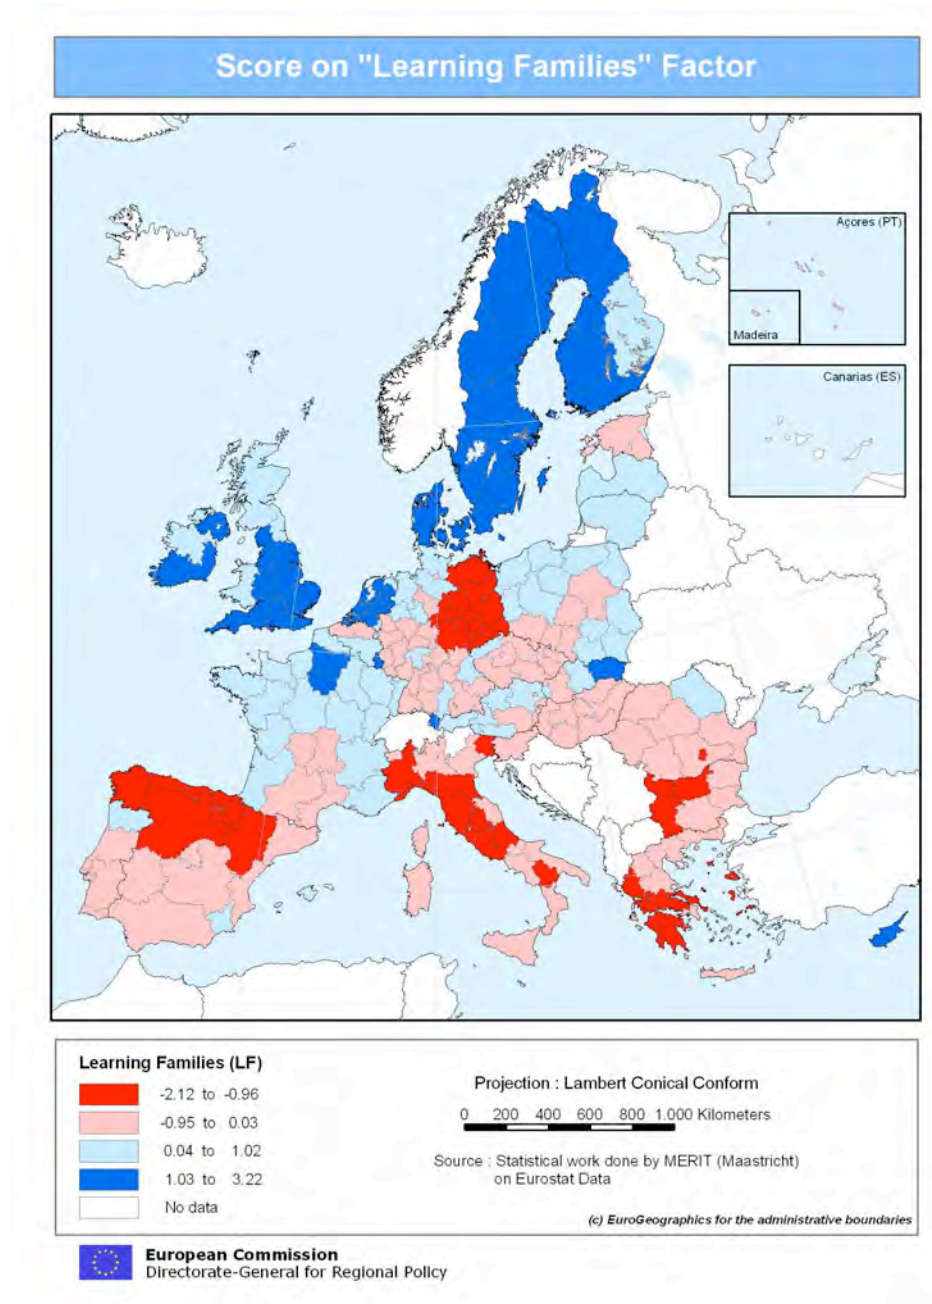 Score on "Learning Families" Factor
Açores (PT)
Madeira
Canarias (ES)
Learning Families (LF)
-2.12 to -0.96
-0.95 to 0.03
0.04 to 1.02
1.03 to 3.22
No data
Projection : Lambert Conical Conform
0 200 400 600 800 1.000 Kilometers
Source : Statistical work done by MERIT (Maastricht)
on Eurostat Data
(c) EuroGeographics for the administrative boundaries
European Commission
Directorate-General for Regional Policy